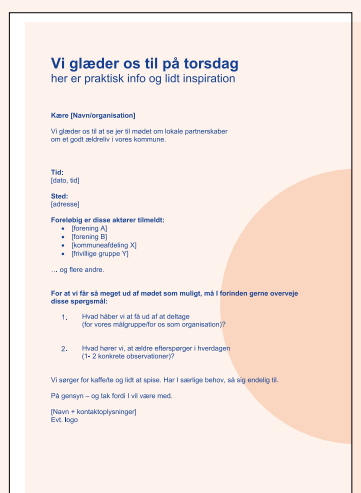 Vi glæder os til på torsdag
her er praktisk info og lidt inspiration
Kære [Navn/organisation]
Vi glæder os til at se jer til mødet om lokale partnerskaber
om et godt ældreliv i vores kommune.
Tid:
[dato, tid]
Sted:
[adresse]
Foreløbig er disse aktører tilmeldt:
• [forening A]
• [forening B]
• [kommuneafdeling X]
• [frivillige gruppe Y]
... og flere andre.
For at vi får så meget ud af mødet som muligt, må I forinden gerne overveje
disse spørgsmål:
1. Hvad håber vi at få ud af at deltage
(for vores målgruppe/for os som organisation)?
2. Hvad hører vi, at ældre efterspørger i hverdagen
(1- 2 konkrete observationer)?
Vi sørger for kaffe/te og lidt at spise. Har I særlige behov, så sig endelig til.
På gensyn – og tak fordi I vil være med.
[Navn + kontaktoplysninger]
Evt. logo